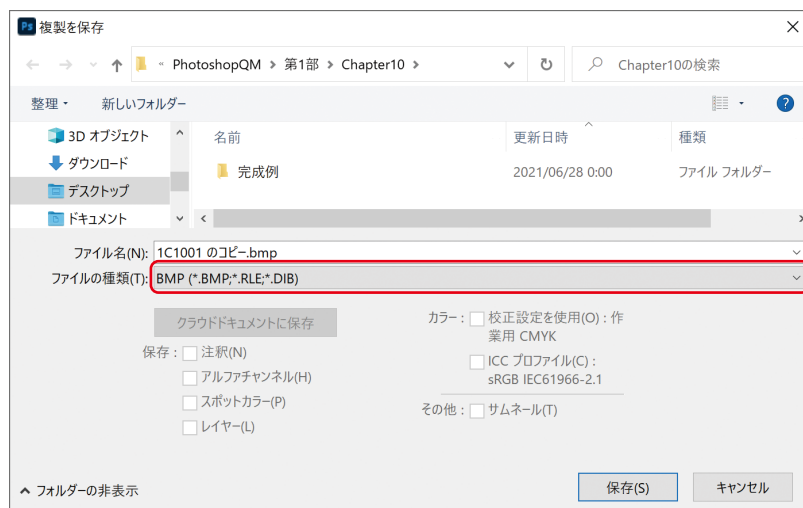 Ps 複製を保存
« PhotoshopQM › 第1部 › Chapter10 ›
Chapter10の検索
整理
新しいフォルダー
?
3D オブジェクト
ダウンロード
デスクトップ
ドキュメント
名前 更新日時 種類
完成例 2021/06/28 0:00 ファイル フォルダー
ファイル名(N): 1C1001 のコピー.bmp
ファイルの種類(T): BMP (*.BMP;*.RLE;*.DIB)
クラウドドキュメントに保存
保存 : 注釈(N)
アルファチャンネル(H)
スポットカラー(P)
レイヤー(L)
カラー : 校正設定を使用(O) : 作
業用 CMYK
ICC プロファイル(C) :
sRGB IEC61966-2.1
その他 : サムネール(T)
フォルダーの非表示
保存(S)
キャンセル